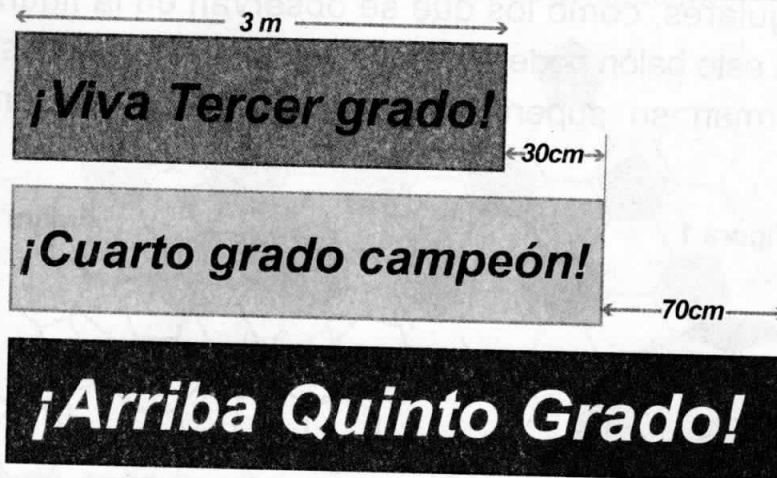 3 m
¡Viva Tercer grado!
30cm
¡Cuarto grado campeón!
70cm
¡Arriba Quinto Grado!